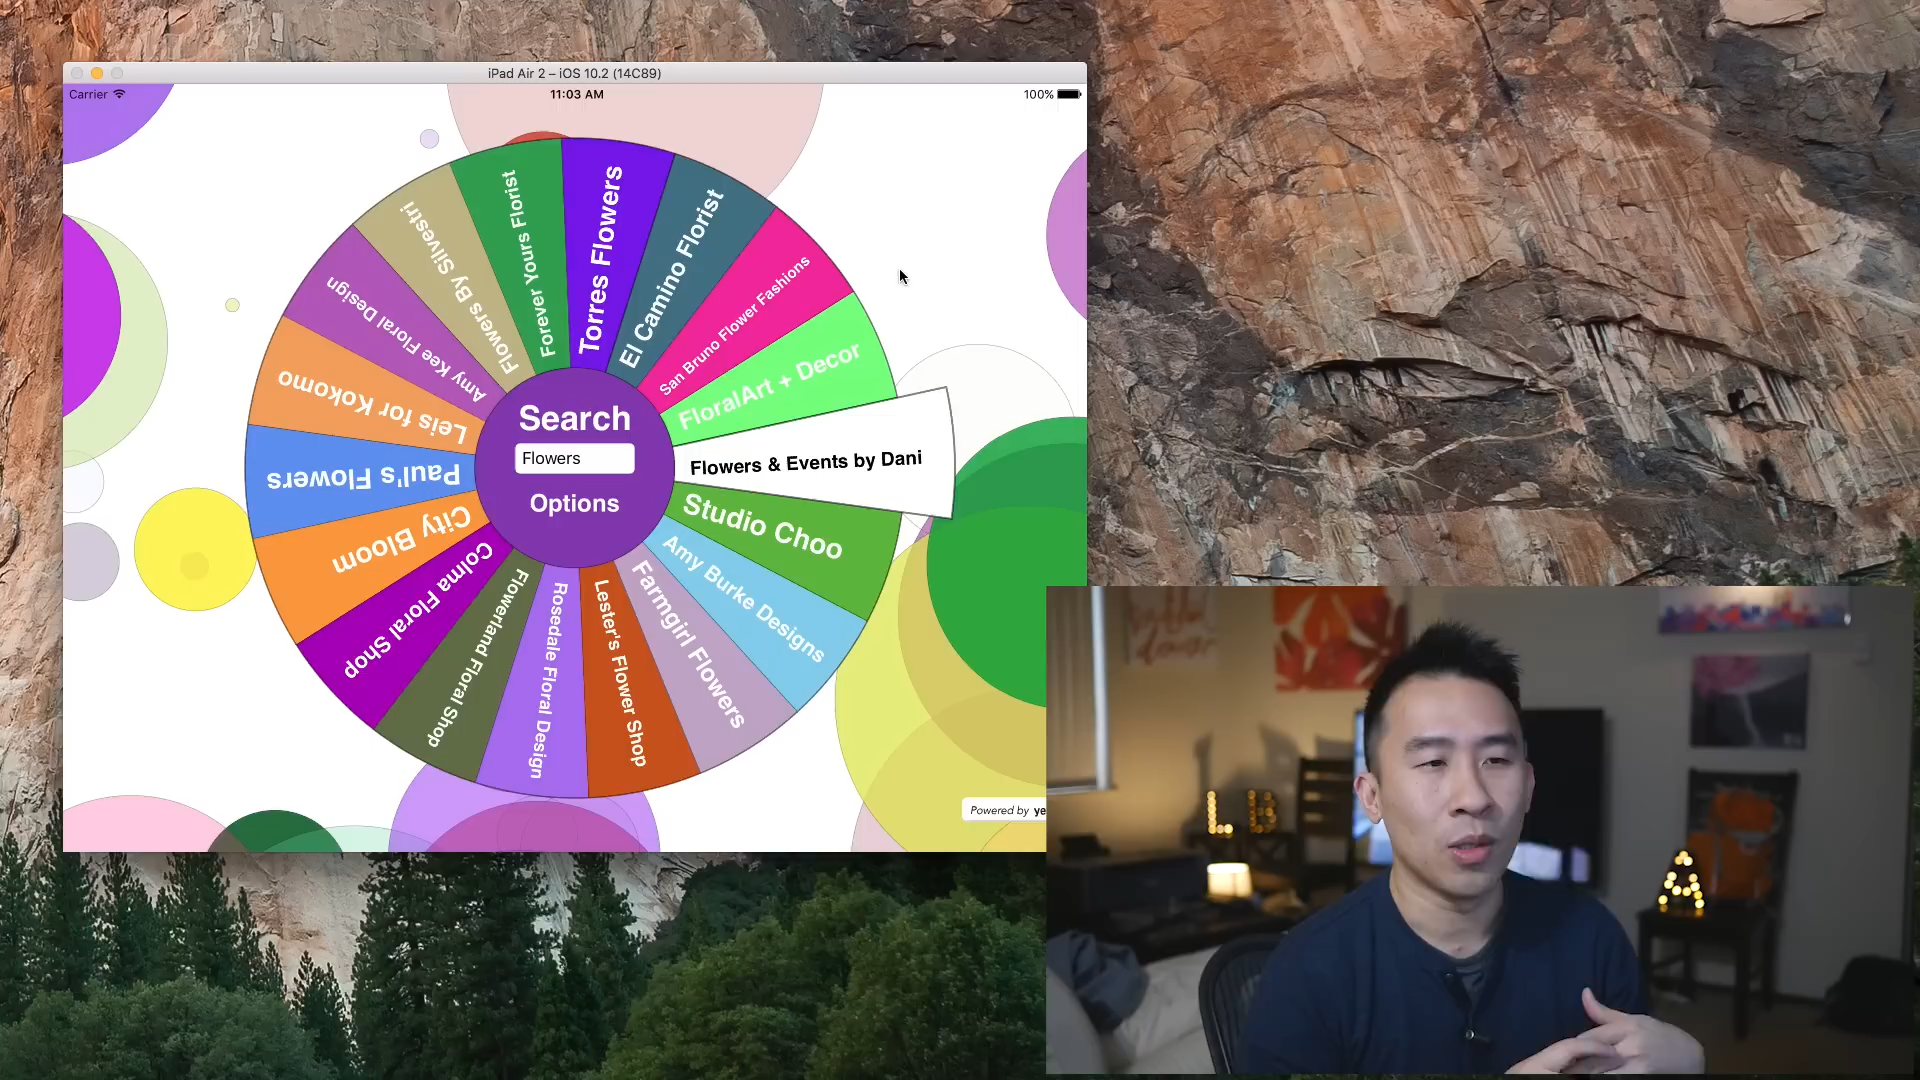 iPad Air 2 – iOS 10.2 (14C89)
Carrier
11:03 AM
100%
Torres Flowers
El Camino Florist
San Bruno Flower Fashions
FloralArt + Decor
Flowers & Events by Dani
Studio Choo
Amy Burke Designs
Farmgirl Flowers
Lester's Flower Shop
Rosedale Floral Design
Flowerland Floral Shop
Colma Floral Shop
City Bloom
Paul's Flowers
Leis for Kokomo
Amy Kee Floral Design
Flowers By Silvestri
Forever Yours Florist
Search
Flowers
Options
Powered by ye